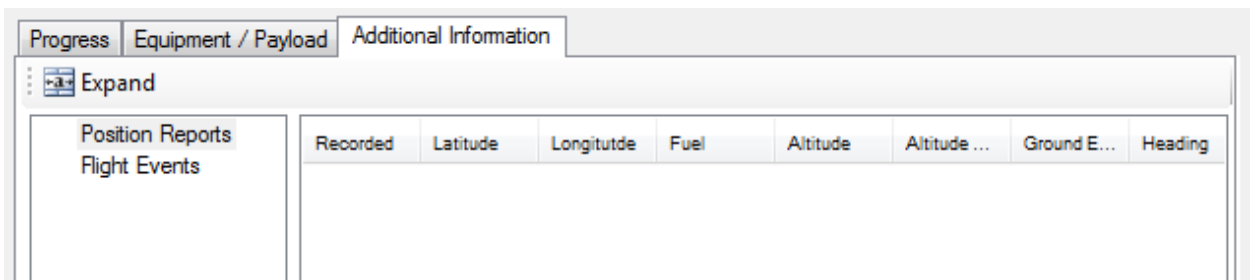 Progress Equipment / Payload Additional Information
Expand
Position Reports
Flight Events
Recorded Latitude Longitutde Fuel Altitude Altitude ... Ground E... Heading